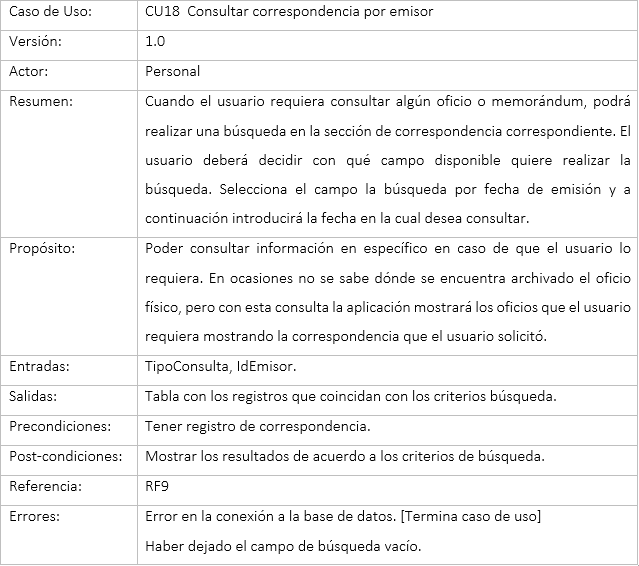 Caso de Uso: CU18 Consultar correspondencia por emisor
Versión: 1.0
Actor: Personal
Resumen: Cuando el usuario requiera consultar algún oficio o memorándum, podrá
realizar una búsqueda en la sección de correspondencia correspondiente. El
usuario deberá decidir con qué campo disponible quiere realizar la
búsqueda. Selecciona el campo la búsqueda por fecha de emisión y a
continuación introducirá la fecha en la cual desea consultar.
Propósito: Poder consultar información en específico en caso de que el usuario lo
requiera. En ocasiones no se sabe dónde se encuentra archivado el oficio
físico, pero con esta consulta la aplicación mostrará los oficios que el usuario
requiera mostrando la correspondencia que el usuario solicitó.
Entradas: TipoConsulta, IdEmisor.
Salidas: Tabla con los registros que coincidan con los criterios búsqueda.
Precondiciones: Tener registro de correspondencia.
Post-condiciones: Mostrar los resultados de acuerdo a los criterios de búsqueda.
Referencia: RF9
Errores: Error en la conexión a la base de datos. [Termina caso de uso]
Haber dejado el campo de búsqueda vacío.